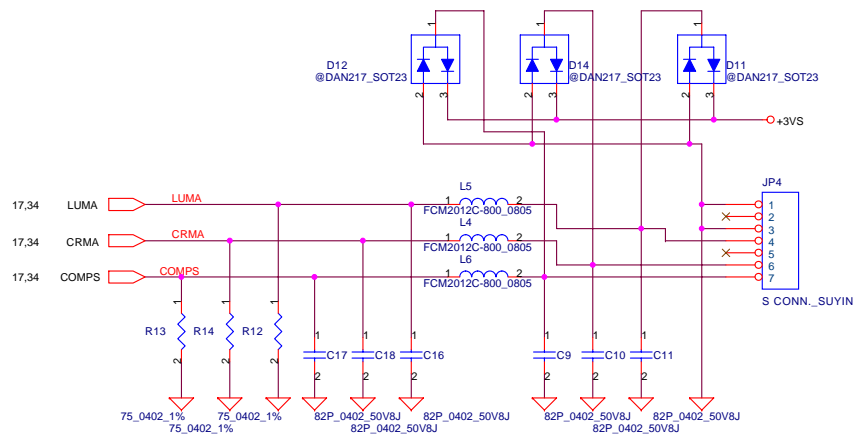 1 1 1
D12 D14 D11
@DAN217_SOT23 @DAN217_SOT23 @DAN217_SOT23
2 3 2 3 2 3
+3VS
JP4
L5
17,34 LUMA LUMA 1 2 1
FCM2012C-800_0805 2
L4 3
17,34 CRMA CRMA 1 2 4
FCM2012C-800_0805 5
L6 6
17,34 COMPS COMPS 1 2 7
FCM2012C-800_0805
S CONN._SUYIN
1 1 1
R13 R14 R12
1 1 1 1 1 1
C17 C18 C16 C9 C10 C11
2 2 2
2 2 2 2 2 2
75_0402_1% 75_0402_1% 82P_0402_50V8J 82P_0402_50V8J 82P_0402_50V8J 82P_0402_50V8J
75_0402_1% 82P_0402_50V8J 82P_0402_50V8J